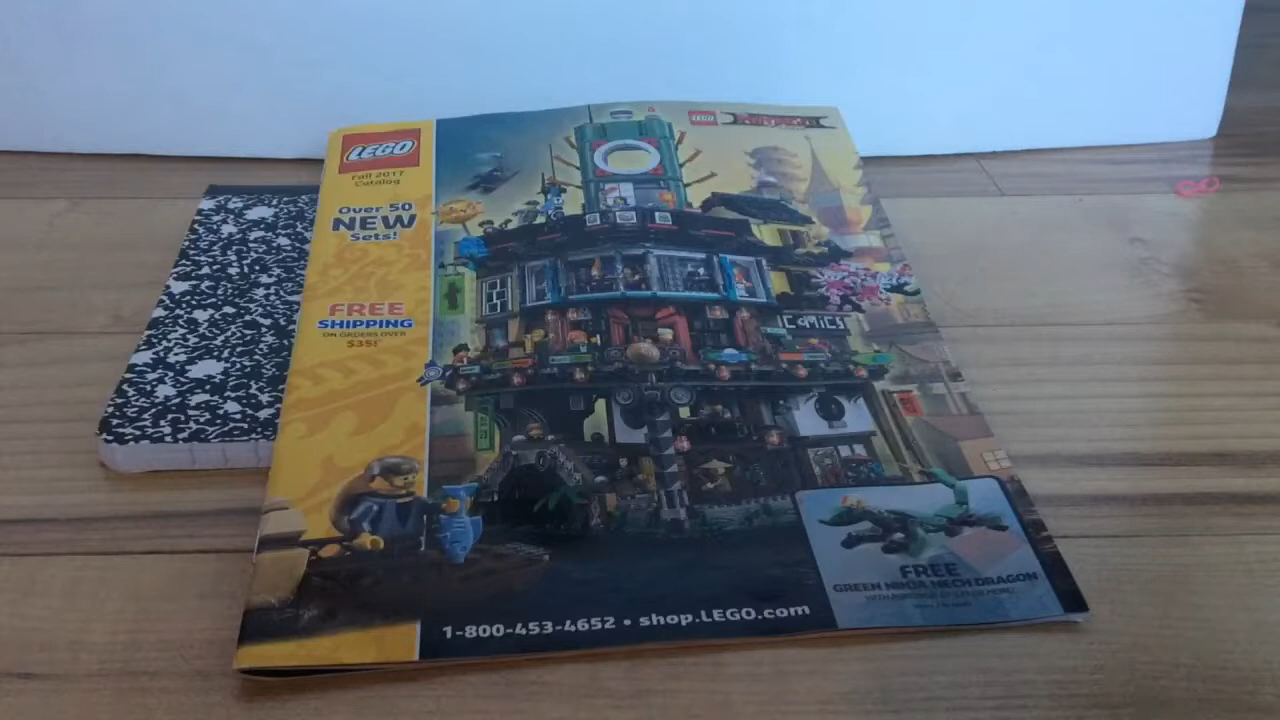 LEGO
Fall 2017
Catalog
Over 50
NEW
Sets!
FREE
SHIPPING
ON ORDERS OVER
$35!
LEGO
COMICS
FREE
GREEN NINJA MECH DRAGON
1-800-453-4652 • shop.LEGO.com